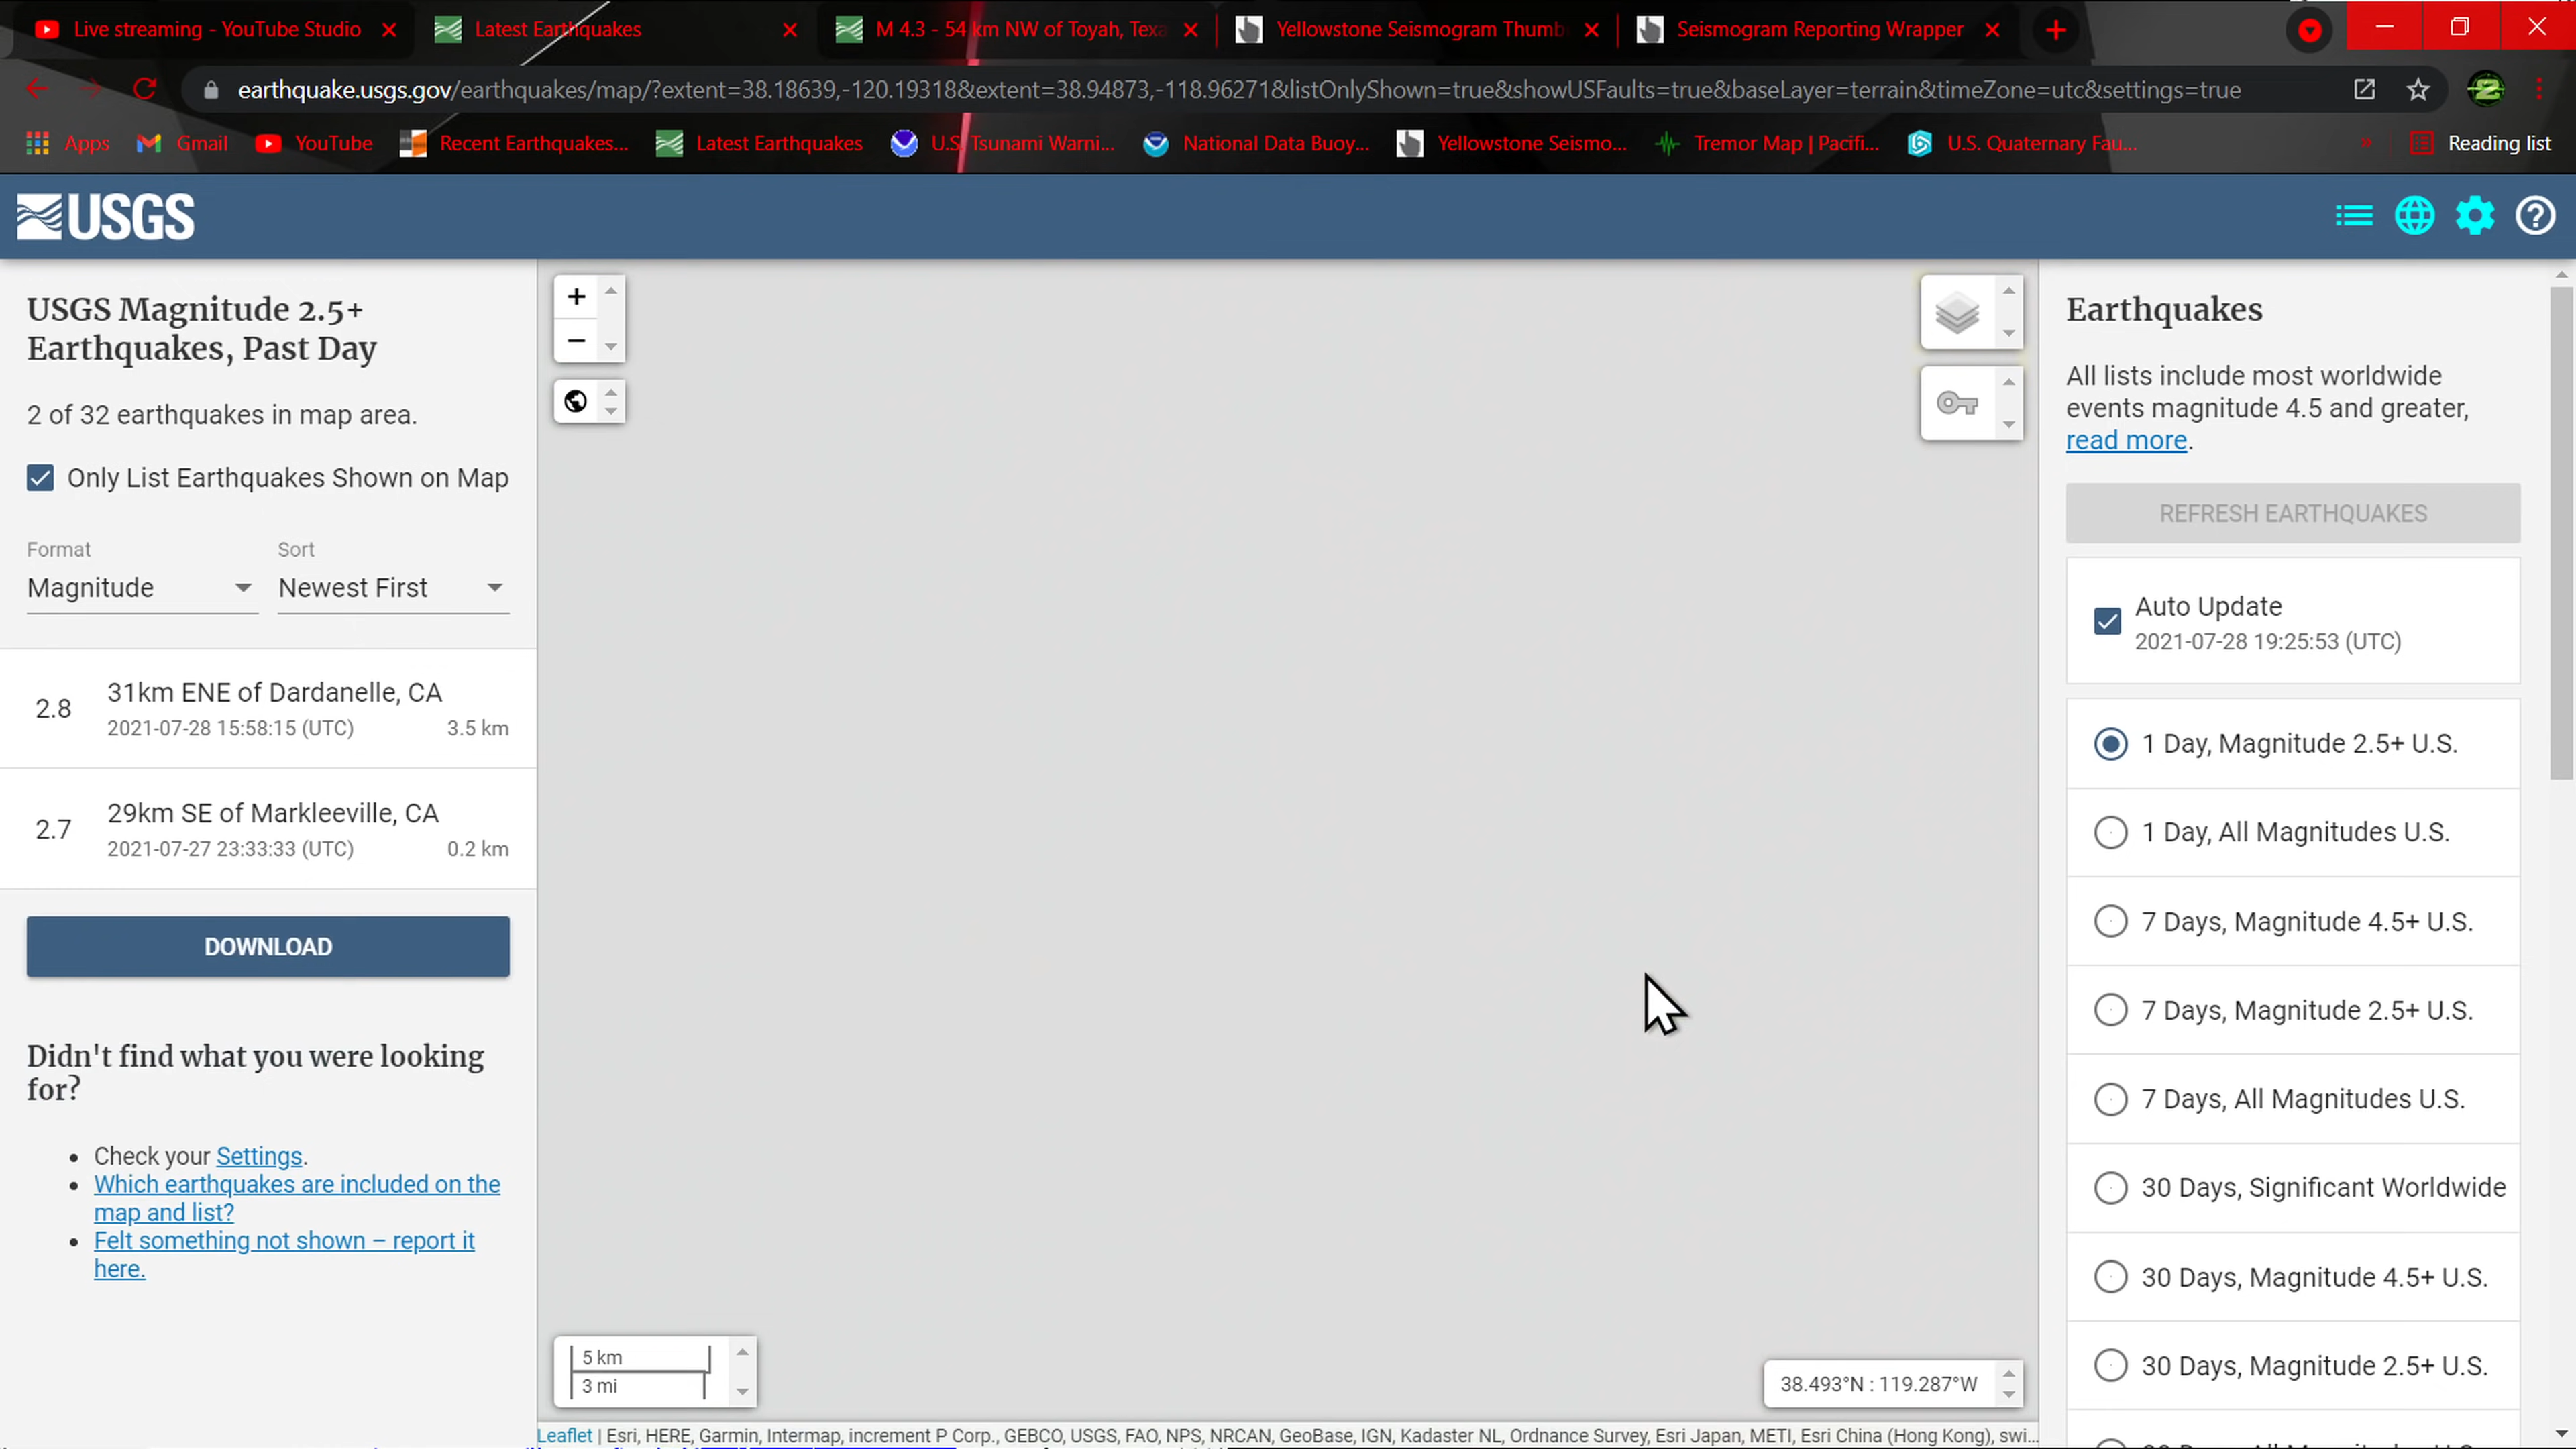 Live streaming - YouTube Studio
Latest Earthquakes
M 4.3 - 54 km NW of Toyah, Texa
Yellowstone Seismogram Thumb
Seismogram Reporting Wrapper
earthquake.usgs.gov/earthquakes/map/?extent=38.18639,-120.19318&extent=38.94873,-118.96271&listOnlyShown=true&showUSFaults=true&baseLayer=terrain&timeZone=utc&settings=true
Apps
Gmail
YouTube
Recent Earthquakes...
Latest Earthquakes
U.S. Tsunami Warni...
National Data Buoy...
Yellowstone Seismo...
Tremor Map | Pacifi...
U.S. Quaternary Fau...
Reading list
USGS
USGS Magnitude 2.5+
Earthquakes, Past Day
2 of 32 earthquakes in map area.
Only List Earthquakes Shown on Map
Format
Sort
Magnitude
Newest First
2.8
31km ENE of Dardanelle, CA
2021-07-28 15:58:15 (UTC)
3.5 km
2.7
29km SE of Markleeville, CA
2021-07-27 23:33:33 (UTC)
0.2 km
DOWNLOAD
Didn't find what you were looking
for?
Check your Settings.
Which earthquakes are included on the
map and list?
Felt something not shown – report it
here.
+
−
5 km
3 mi
38.493°N : 119.287°W
Leaflet | Esri, HERE, Garmin, Intermap, increment P Corp., GEBCO, USGS, FAO, NPS, NRCAN, GeoBase, IGN, Kadaster NL, Ordnance Survey, Esri Japan, METI, Esri China (Hong Kong), swi...
Earthquakes
All lists include most worldwide
events magnitude 4.5 and greater,
read more.
REFRESH EARTHQUAKES
Auto Update
2021-07-28 19:25:53 (UTC)
1 Day, Magnitude 2.5+ U.S.
1 Day, All Magnitudes U.S.
7 Days, Magnitude 4.5+ U.S.
7 Days, Magnitude 2.5+ U.S.
7 Days, All Magnitudes U.S.
30 Days, Significant Worldwide
30 Days, Magnitude 4.5+ U.S.
30 Days, Magnitude 2.5+ U.S.